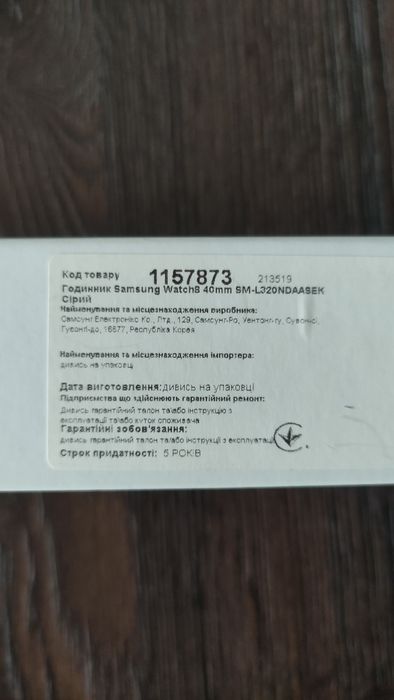 Код товару 1157873 213519
Годинник Samsung Watch8 40mm SM-L320NDAASEK
Сірий
Найменування та місцезнаходження виробника:
Самсунг Електронікс Ко., Лтд., 129, Самсунг-Ро, Йентонг-гу, Сувон-сі,
Гуеонгі-до, 16677, Республіка Корея
Найменування та місцезнаходження імпортера:
дивись на упаковці
Дата виготовлення: дивись на упаковці
Підприємства що здійснюють гарантійний ремонт:
Дивись гарантійний талон та/або інструкцію з
експлуатації та/або куток споживача
Гарантійні зобов'язання:
дивись гарантійний талон та/або інструкції з експлуатації
Строк придатності: 5 РОКІВ